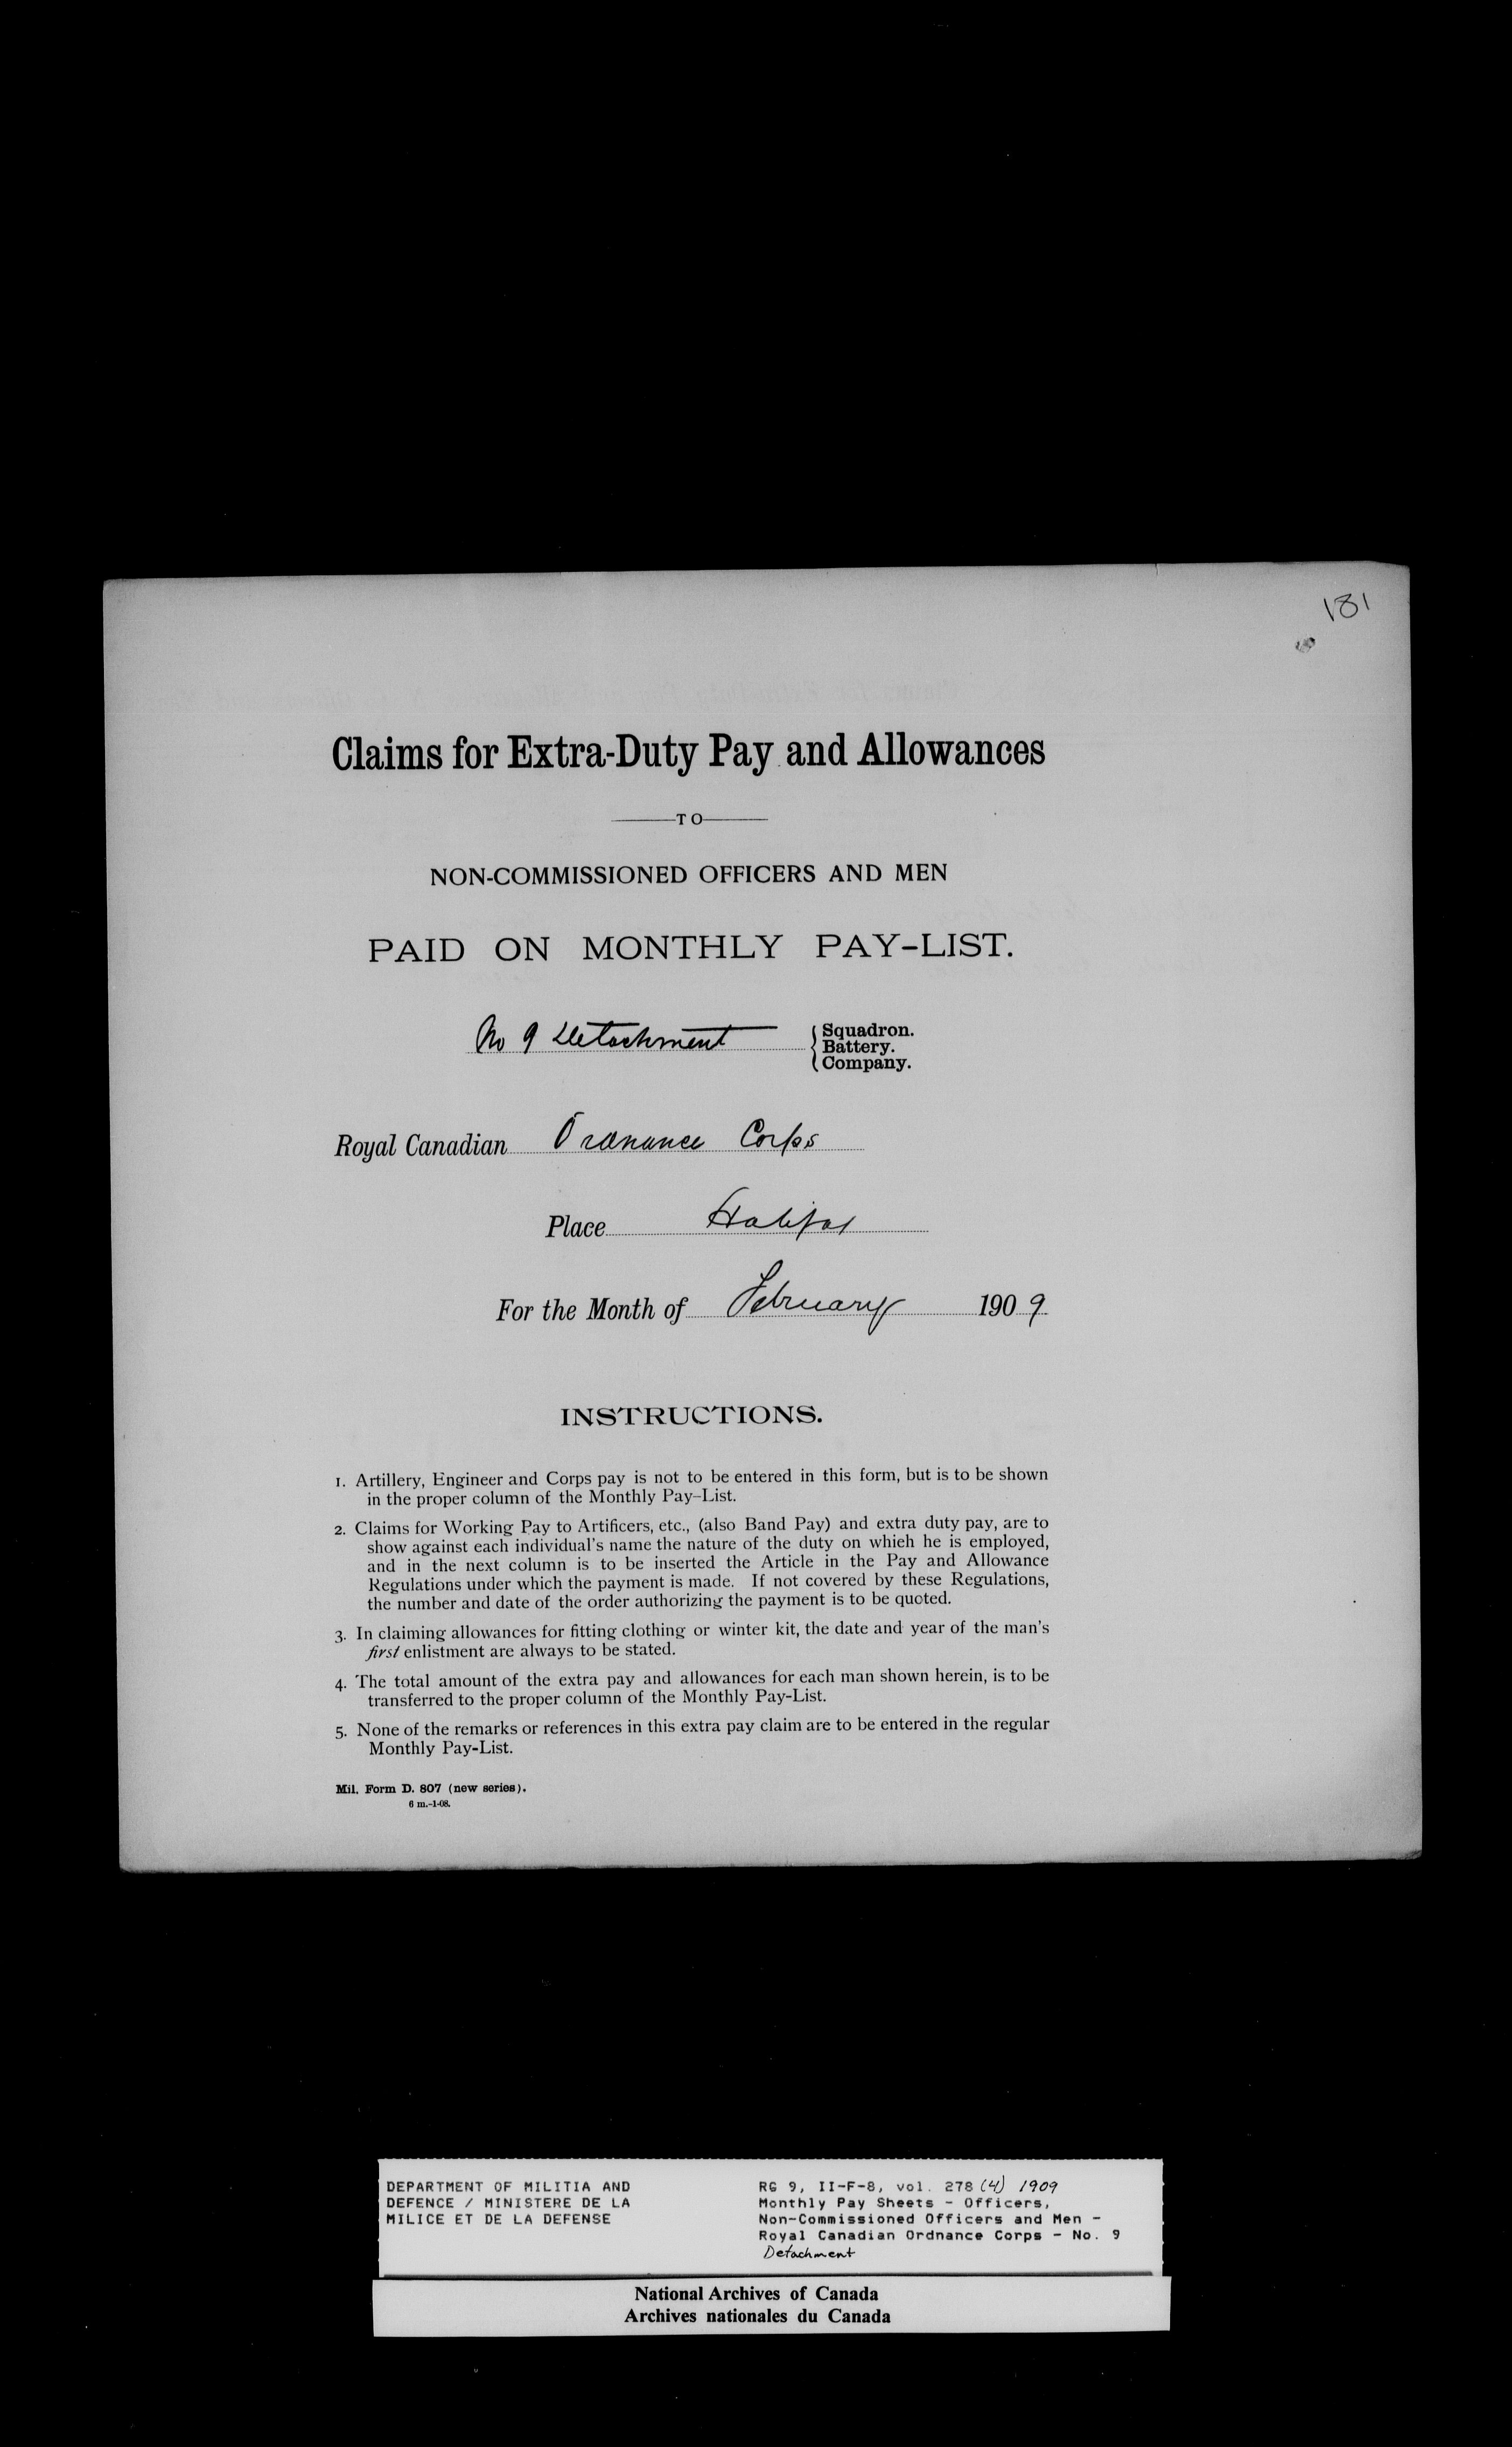 181
Claims for Extra-Duty Pay and Allowances
TO
NON-COMMISSIONED OFFICERS AND MEN
PAID ON MONTHLY PAY-LIST.
No 9 Detachment { Squadron.
Battery.
Company.
Royal Canadian Ordnance Corps
Place Halifax
For the Month of February 1909
INSTRUCTIONS.
1. Artillery, Engineer and Corps pay is not to be entered in this form, but is to be shown
in the proper column of the Monthly Pay-List.
2. Claims for Working Pay to Artificers, etc., (also Band Pay) and extra duty pay, are to
show against each individual's name the nature of the duty on which he is employed,
and in the next column is to be inserted the Article in the Pay and Allowance
Regulations under which the payment is made. If not covered by these Regulations,
the number and date of the order authorizing the payment is to be quoted.
3. In claiming allowances for fitting clothing or winter kit, the date and year of the man's
first enlistment are always to be stated.
4. The total amount of the extra pay and allowances for each man shown herein, is to be
transferred to the proper column of the Monthly Pay-List.
5. None of the remarks or references in this extra pay claim are to be entered in the regular
Monthly Pay-List.
Mil. Form D. 807 (new series).
6 m.-1-08.
DEPARTMENT OF MILITIA AND
DEFENCE / MINISTERE DE LA
MILICE ET DE LA DEFENSE
RG 9, II-F-8, vol. 278 (4) 1909
Monthly Pay Sheets - Officers,
Non-Commissioned Officers and Men -
Royal Canadian Ordnance Corps - No. 9
Detachment
National Archives of Canada
Archives nationales du Canada